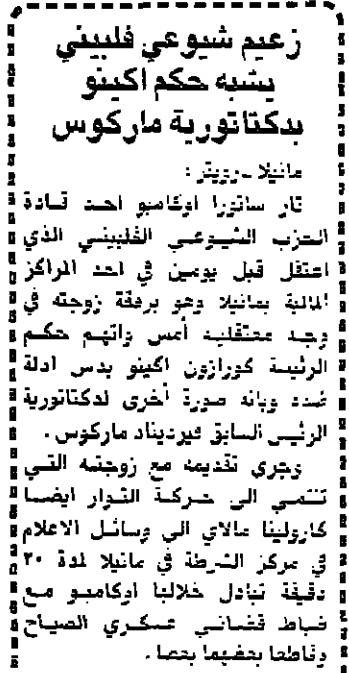 زعيم شيوعي فلبيني
يشبه حكم اكينو
بدكتاتورية ماركوس
مانيلا ـ رويتر :
ثار ساتورا اوكامبو احد قادة
الحزب الشيوعي الفلبيني الذي
اعتقل قبل يومين في احد المراكز
المالية بمانيلا وهو برفقة زوجته في
وجه معتقليه أمس واتهم حكم
الرئيسة كورازون اكينو بدس ادلة
ضده وبانه صورة أخرى لدكتاتورية
الرئيس السابق فيرديناد ماركوس .
وجرى تقديمه مع زوجته التي
تنتمي الى حركة الثوار ايضا
كارولينا مالاي الى وسائل الاعلام
في مركز الشرطة في مانيلا لمدة ٢٠
دقيقة تبادل خلالها اوكامبو مع
ضباط قضائي عسكري الصياح
وقاطعا بعضهما بعضا .